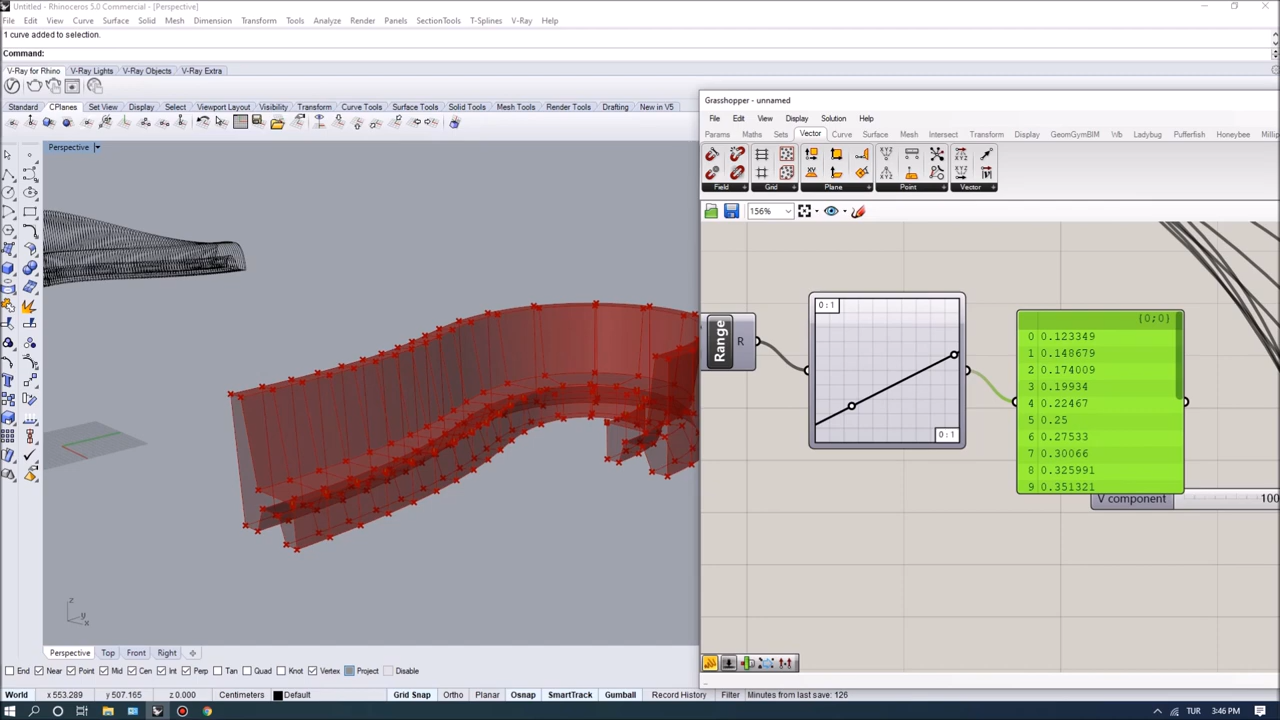 Untitled - Rhinoceros 5.0 Commercial - [Perspective]
File Edit View Curve Surface Solid Mesh Dimension Transform Tools Analyze Render Panels SectionTools T-Splines V-Ray Help
1 curve added to selection.
Command:
V-Ray for Rhino V-Ray Lights V-Ray Objects V-Ray Extra
Standard CPlanes Set View Display Select Viewport Layout Visibility Transform Curve Tools Surface Tools Solid Tools Mesh Tools Render Tools Drafting New in V5
Perspective
z
y
x
Perspective Top Front Right
End Near Point Mid Cen Int Perp Tan Quad Knot Vertex Project Disable
World x 553.289 y 507.165 z 0.000 Centimeters Default Grid Snap Ortho Planar Osnap SmartTrack Gumball Record History Filter Minutes from last save: 126
Grasshopper - unnamed
File Edit View Display Solution Help
Params Maths Sets Vector Curve Surface Mesh Intersect Transform Display GeomGymBIM Wb Ladybug Pufferfish Honeybee
Field Grid Plane Point Vector
156%
Range R
0 : 1
0 : 1
{0;0}
0 0.123349
1 0.148679
2 0.174009
3 0.19934
4 0.22467
5 0.25
6 0.27533
7 0.30066
8 0.325991
9 0.351321
V component 100
TUR 3:46 PM